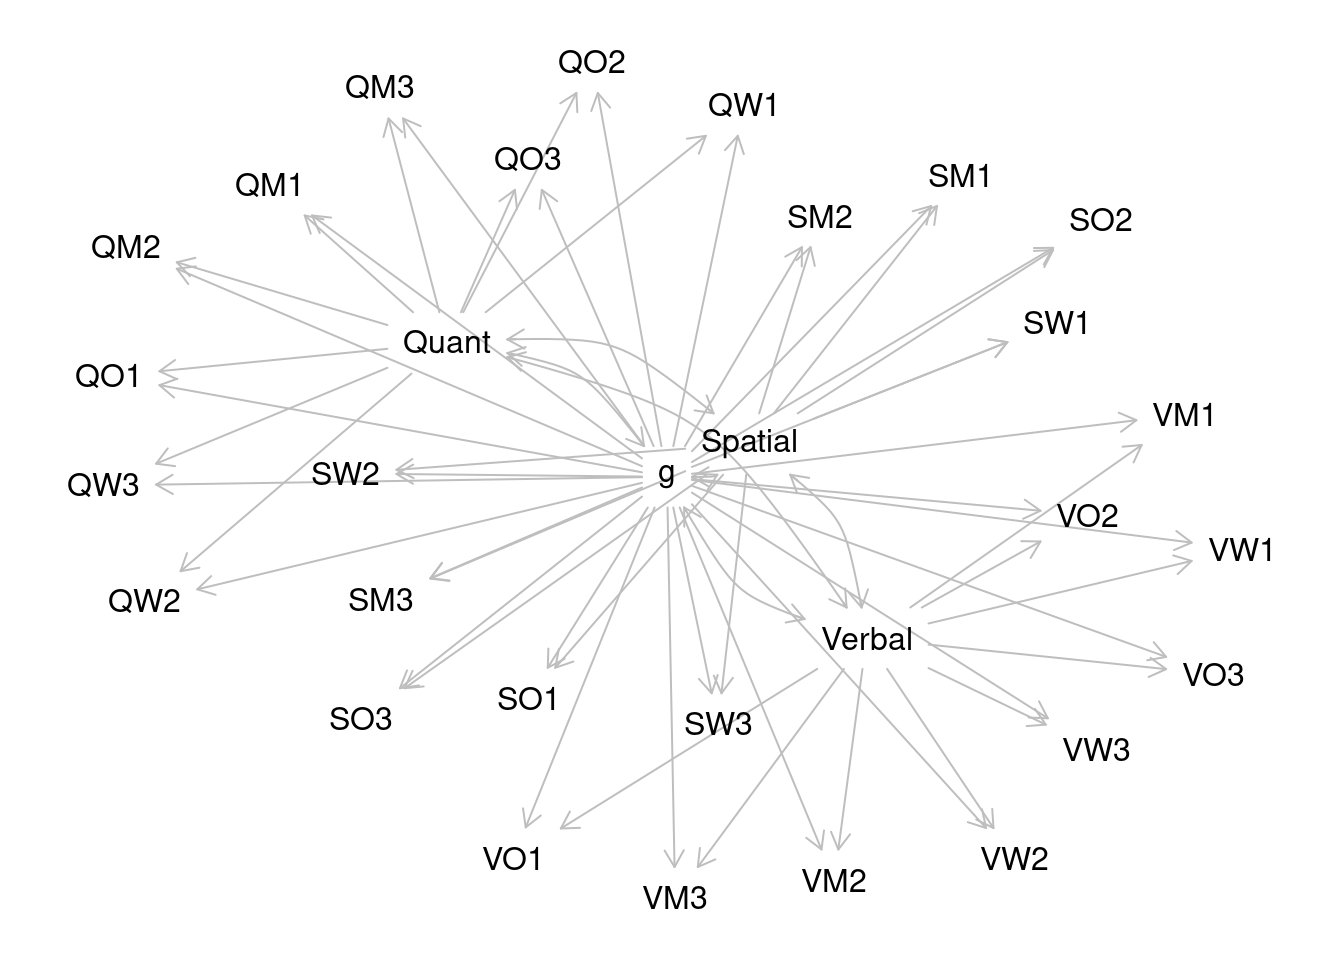 QO2
QM3
QW1
QO3
SM1
QM1
SM2
SO2
QM2
SW1
Quant
QO1
VM1
Spatial
g
SW2
QW3
VO2
VW1
SM3
QW2
Verbal
VO3
SO1
SO3
SW3
VW3
VO1
VW2
VM2
VM3